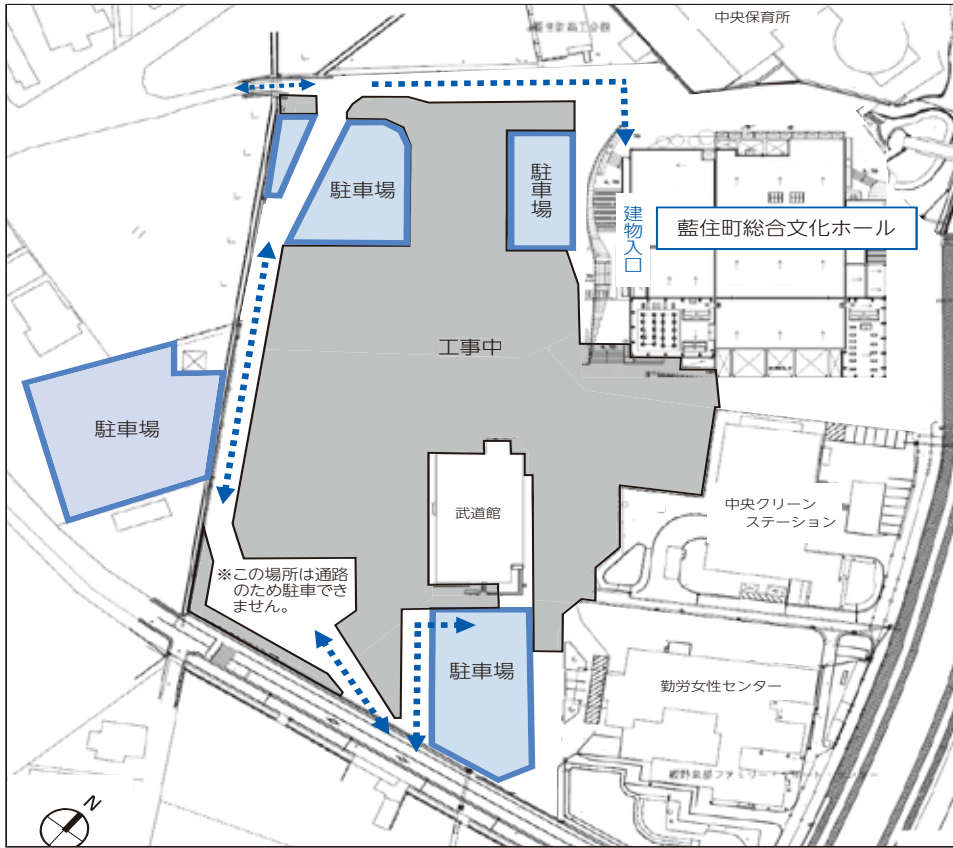 中央保育所
駐車場
駐車場
建物入口
藍住町総合文化ホール
工事中
駐車場
武道館
中央クリーン
ステーション
※この場所は通路
のため駐車でき
ません。
駐車場
勤労女性センター
N